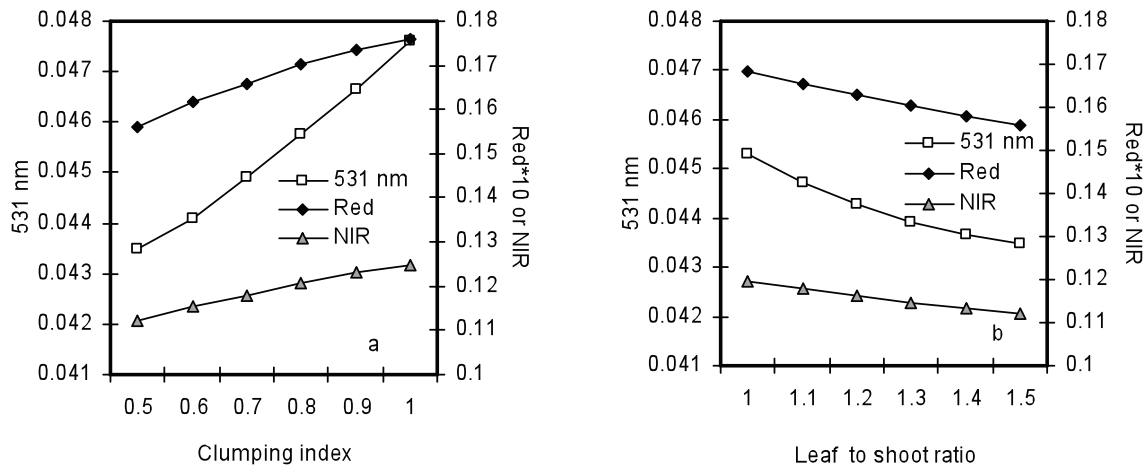 0.048
0.047
0.046
0.045
0.044
0.043
0.042
0.041
531 nm
0.18
0.17
0.16
0.15
0.14
0.13
0.12
0.11
0.1
Red*10 or NIR
531 nm
Red
NIR
a
0.5 0.6 0.7 0.8 0.9 1
Clumping index
0.048
0.047
0.046
0.045
0.044
0.043
0.042
0.041
531 nm
0.18
0.17
0.16
0.15
0.14
0.13
0.12
0.11
0.1
Red*10 or NIR
531 nm
Red
NIR
b
1 1.1 1.2 1.3 1.4 1.5
Leaf to shoot ratio